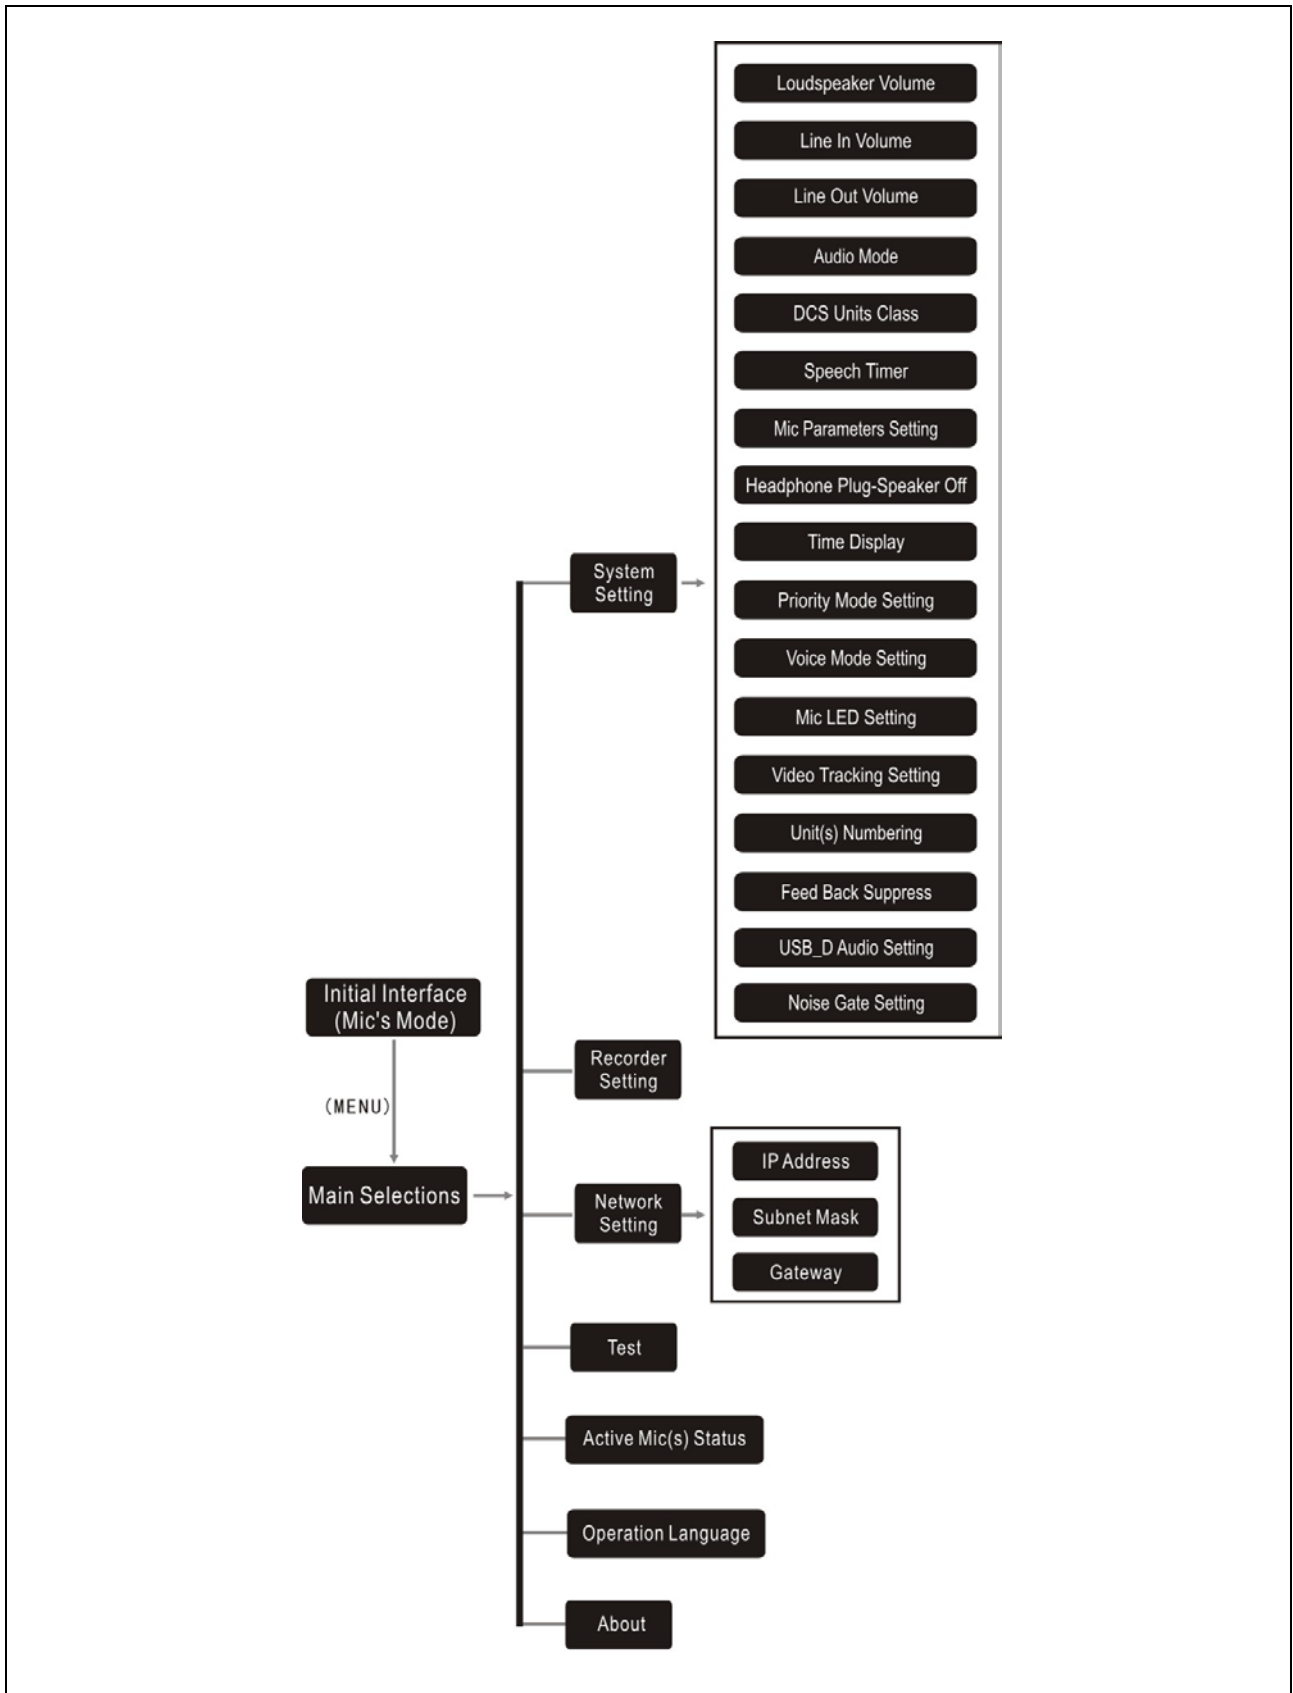 Loudspeaker Volume
Line In Volume
Line Out Volume
Audio Mode
DCS Units Class
Speech Timer
Mic Parameters Setting
Headphone Plug-Speaker Off
Time Display
Priority Mode Setting
Voice Mode Setting
Mic LED Setting
Video Tracking Setting
Unit(s) Numbering
Feed Back Suppress
USB_D Audio Setting
Noise Gate Setting
System
Setting
Initial Interface
(Mic's Mode)
(MENU)
Main Selections
Recorder
Setting
Network
Setting
IP Address
Subnet Mask
Gateway
Test
Active Mic(s) Status
Operation Language
About